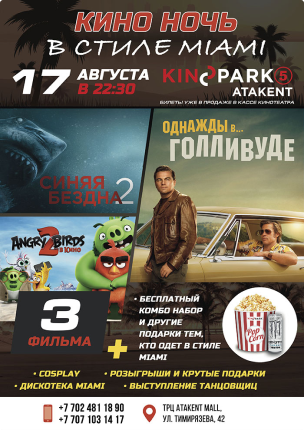 КИНО НОЧЬ
В СТИЛЕ MIAMI
17 АВГУСТА
В 22:30
KINOPARK 5
ATAKENT
БИЛЕТЫ УЖЕ В ПРОДАЖЕ В КАССЕ КИНОТЕАТРА
СИНЯЯ
БЕЗДНА 2
ОДНАЖДЫ В...
ГОЛЛИВУДЕ
ANGRY BIRDS
2 В КИНО
3
ФИЛЬМА
+
• БЕСПЛАТНЫЙ
КОМБО НАБОР
И ДРУГИЕ
ПОДАРКИ ТЕМ,
КТО ОДЕТ В СТИЛЕ
MIAMI
POP
CORN
• COSPLAY
• РОЗЫГРЫШИ И КРУТЫЕ ПОДАРКИ
• ДИСКОТЕКА MIAMI
• ВЫСТУПЛЕНИЕ ТАНЦОВЩИЦ
+7 702 481 18 90
+7 707 103 14 17
ТРЦ ATAKENT MALL,
УЛ. ТИМИРЯЗЕВА, 42